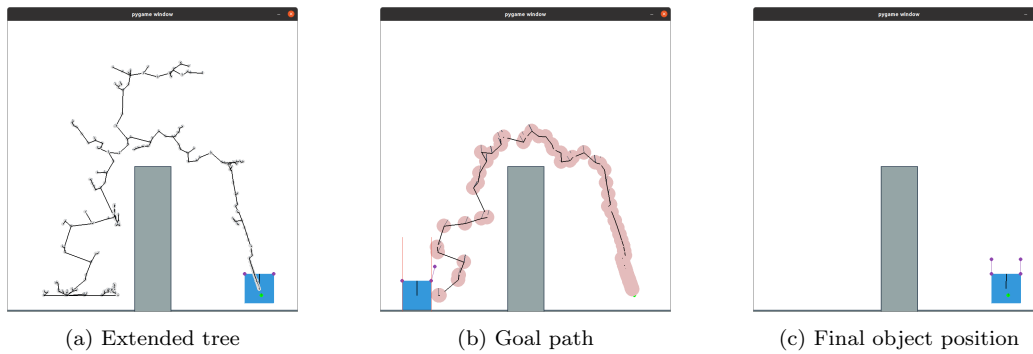 pygame window
pygame window
pygame window
(a) Extended tree
(b) Goal path
(c) Final object position